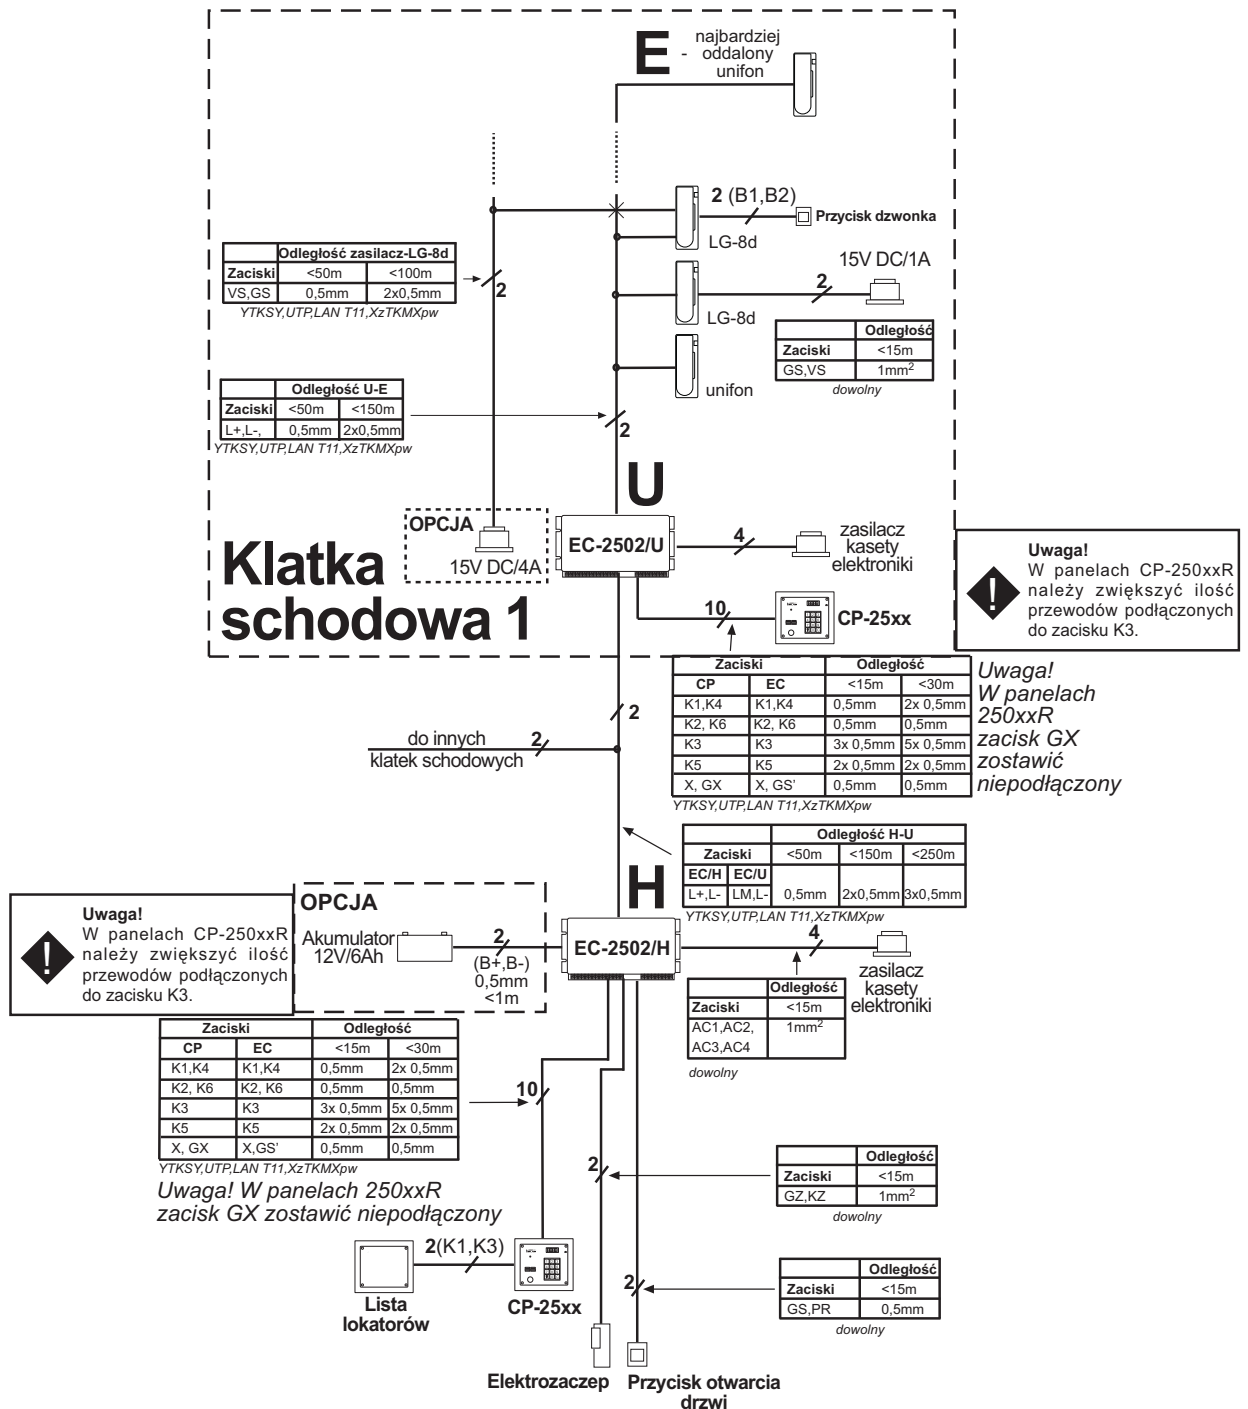 E
- najbardziej
oddalony
unifon
2 (B1,B2)
Przycisk dzwonka
LG-8d
Odległość zasilacz-LG-8d
Zaciski <50m <100m
VS,GS 0,5mm 2x0,5mm
YTKSY,UTP,LAN T11,XzTKMXpw
2
15V DC/1A
2
LG-8d
Odległość
Zaciski <15m
GS,VS 1mm2
dowolny
unifon
Odległość U-E
Zaciski <50m <150m
L+,L-, 0,5mm 2x0,5mm
YTKSY,UTP,LAN T11,XzTKMXpw
2
U
OPCJA
15V DC/4A
EC-2502/U
4
zasilacz
kasety
elektroniki
Klatka
schodowa 1
10
CP-25xx
Uwaga!
W panelach CP-250xxR
należy zwiększyć ilość
przewodów podłączonych
do zacisku K3.
Zaciski Odległość
CP EC <15m <30m
K1,K4 K1,K4 0,5mm 2x 0,5mm
K2, K6 K2, K6 0,5mm 0,5mm
K3 K3 3x 0,5mm 5x 0,5mm
K5 K5 2x 0,5mm 2x 0,5mm
X, GX X, GS’ 0,5mm 0,5mm
YTKSY,UTP,LAN T11,XzTKMXpw
Uwaga!
W panelach
250xxR
zacisk GX
zostawić
niepodłączony
2
do innych
klatek schodowych
2
Odległość H-U
Zaciski <50m <150m <250m
EC/H EC/U
L+,L- LM,L- 0,5mm 2x0,5mm 3x0,5mm
YTKSY,UTP,LAN T11,XzTKMXpw
H
Uwaga!
W panelach CP-250xxR
należy zwiększyć ilość
przewodów podłączonych
do zacisku K3.
OPCJA
Akumulator
12V/6Ah
2
(B+,B-)
0,5mm
<1m
EC-2502/H
4
zasilacz
kasety
elektroniki
Odległość
Zaciski <15m
AC1,AC2, 1mm2
AC3,AC4
dowolny
Zaciski Odległość
CP EC <15m <30m
K1,K4 K1,K4 0,5mm 2x 0,5mm
K2, K6 K2, K6 0,5mm 0,5mm
K3 K3 3x 0,5mm 5x 0,5mm
K5 K5 2x 0,5mm 2x 0,5mm
X, GX X,GS’ 0,5mm 0,5mm
YTKSY,UTP,LAN T11,XzTKMXpw
Uwaga! W panelach 250xxR
zacisk GX zostawić niepodłączony
10
2
Odległość
Zaciski <15m
GZ,KZ 1mm2
dowolny
2(K1,K3)
Lista
lokatorów
CP-25xx
2
Odległość
Zaciski <15m
GS,PR 0,5mm
dowolny
Elektrozaczep
Przycisk otwarcia
drzwi